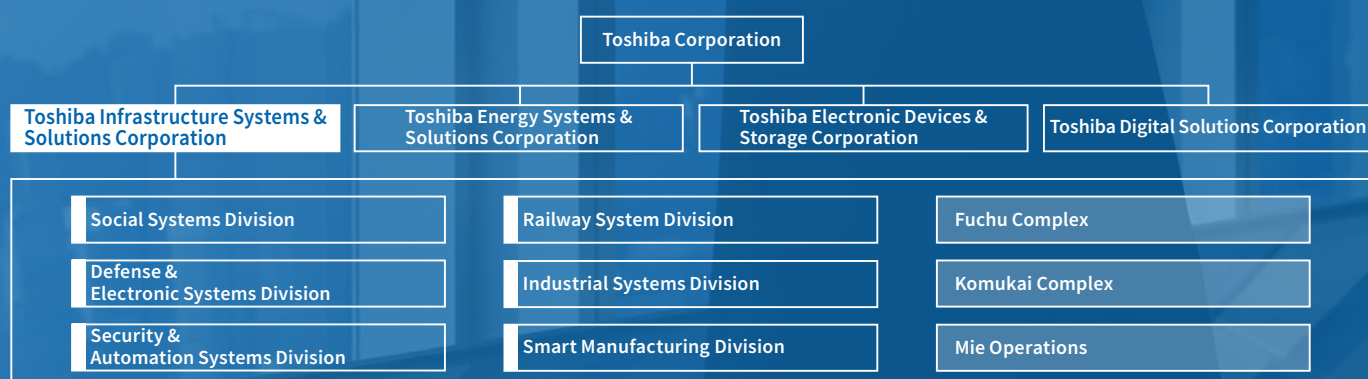 Toshiba Corporation
Toshiba Infrastructure Systems &
Solutions Corporation
Toshiba Energy Systems &
Solutions Corporation
Toshiba Electronic Devices &
Storage Corporation
Toshiba Digital Solutions Corporation
Social Systems Division
Railway System Division
Fuchu Complex
Defense &
Electronic Systems Division
Industrial Systems Division
Komukai Complex
Security &
Automation Systems Division
Smart Manufacturing Division
Mie Operations